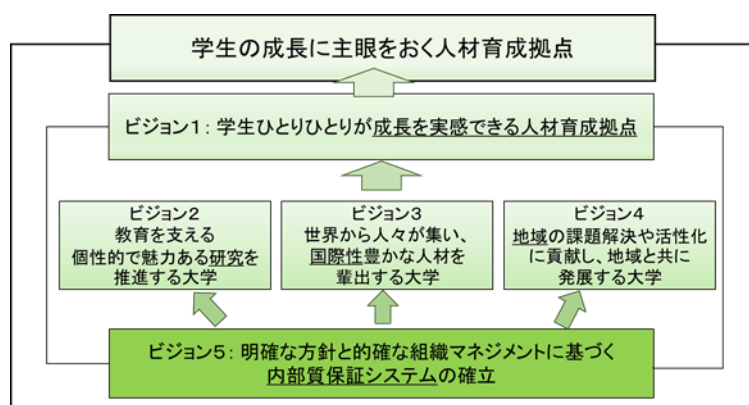 学生の成長に主眼をおく人材育成拠点
ビジョン１：学生ひとりひとりが成長を実感できる人材育成拠点
ビジョン２
教育を支える
個性的で魅力ある研究を
推進する大学
ビジョン３
世界から人々が集い、
国際性豊かな人材を
輩出する大学
ビジョン４
地域の課題解決や活性化
に貢献し、地域と共に
発展する大学
ビジョン５：明確な方針と的確な組織マネジメントに基づく
内部質保証システムの確立